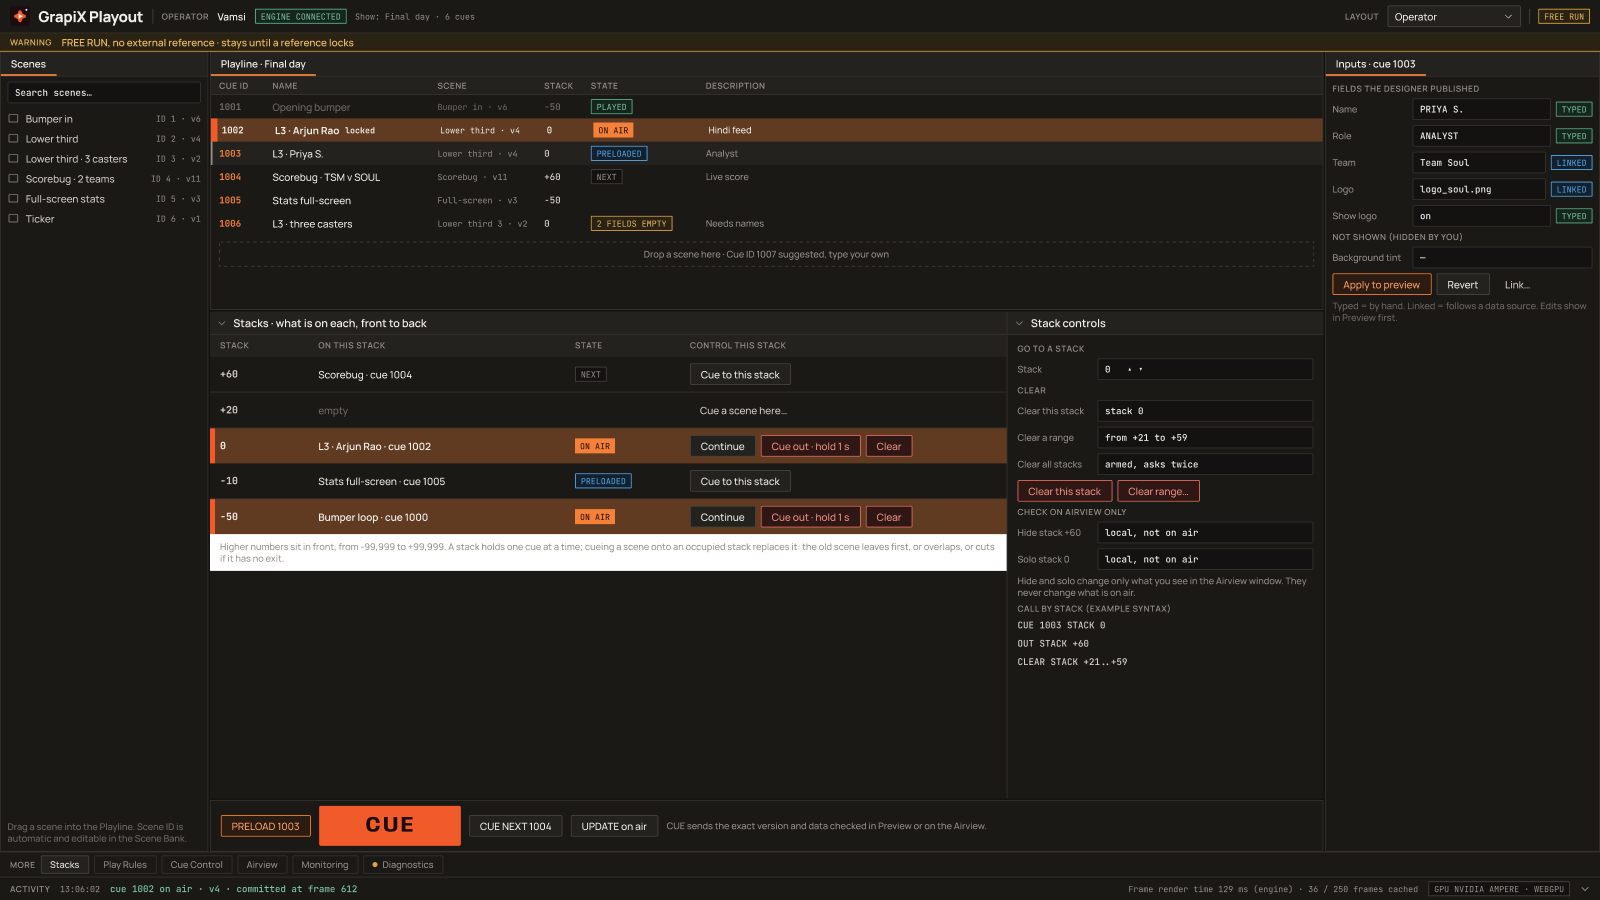 GrapiX Playout OPERATOR Vamsi ENGINE CONNECTED Show: Final day · 6 cues LAYOUT Operator FREE RUN
WARNING FREE RUN, no external reference · stays until a reference locks
Scenes
Search scenes…
Bumper in ID 1 · v6
Lower third ID 2 · v4
Lower third · 3 casters ID 3 · v2
Scorebug · 2 teams ID 4 · v11
Full-screen stats ID 5 · v3
Ticker ID 6 · v1
Drag a scene into the Playline. Scene ID is
automatic and editable in the Scene Bank.
Playline · Final day
CUE ID NAME SCENE STACK STATE DESCRIPTION
1001 Opening bumper Bumper in · v6 -50 PLAYED
1002 L3 · Arjun Rao locked Lower third · v4 0 ON AIR Hindi feed
1003 L3 · Priya S. Lower third · v4 0 PRELOADED Analyst
1004 Scorebug · TSM v SOUL Scorebug · v11 +60 NEXT Live score
1005 Stats full-screen Full-screen · v3 -50
1006 L3 · three casters Lower third 3 · v2 0 2 FIELDS EMPTY Needs names
Drop a scene here · Cue ID 1007 suggested, type your own
Stacks · what is on each, front to back
STACK ON THIS STACK STATE CONTROL THIS STACK
+60 Scorebug · cue 1004 NEXT Cue to this stack
+20 empty Cue a scene here…
0 L3 · Arjun Rao · cue 1002 ON AIR Continue Cue out · hold 1 s Clear
-10 Stats full-screen · cue 1005 PRELOADED Cue to this stack
-50 Bumper loop · cue 1000 ON AIR Continue Cue out · hold 1 s Clear
Higher numbers sit in front, from -99,999 to +99,999. A stack holds one cue at a time; cueing a scene onto an occupied stack replaces it: the old scene leaves first, or overlaps, or cuts
if it has no exit.
Stack controls
GO TO A STACK
Stack 0
CLEAR
Clear this stack stack 0
Clear a range from +21 to +59
Clear all stacks armed, asks twice
Clear this stack Clear range…
CHECK ON AIRVIEW ONLY
Hide stack +60 local, not on air
Solo stack 0 local, not on air
Hide and solo change only what you see in the Airview window. They
never change what is on air.
CALL BY STACK (EXAMPLE SYNTAX)
CUE 1003 STACK 0
OUT STACK +60
CLEAR STACK +21..+59
Inputs · cue 1003
FIELDS THE DESIGNER PUBLISHED
Name PRIYA S. TYPED
Role ANALYST TYPED
Team Team Soul LINKED
Logo logo_soul.png LINKED
Show logo on TYPED
NOT SHOWN (HIDDEN BY YOU)
Background tint —
Apply to preview Revert Link…
Typed = by hand. Linked = follows a data source. Edits show
in Preview first.
PRELOAD 1003 CUE CUE NEXT 1004 UPDATE on air CUE sends the exact version and data checked in Preview or on the Airview.
MORE Stacks Play Rules Cue Control Airview Monitoring Diagnostics
ACTIVITY 13:06:02 cue 1002 on air · v4 · committed at frame 612 Frame render time 129 ms (engine) · 36 / 250 frames cached GPU NVIDIA AMPERE · WEBGPU